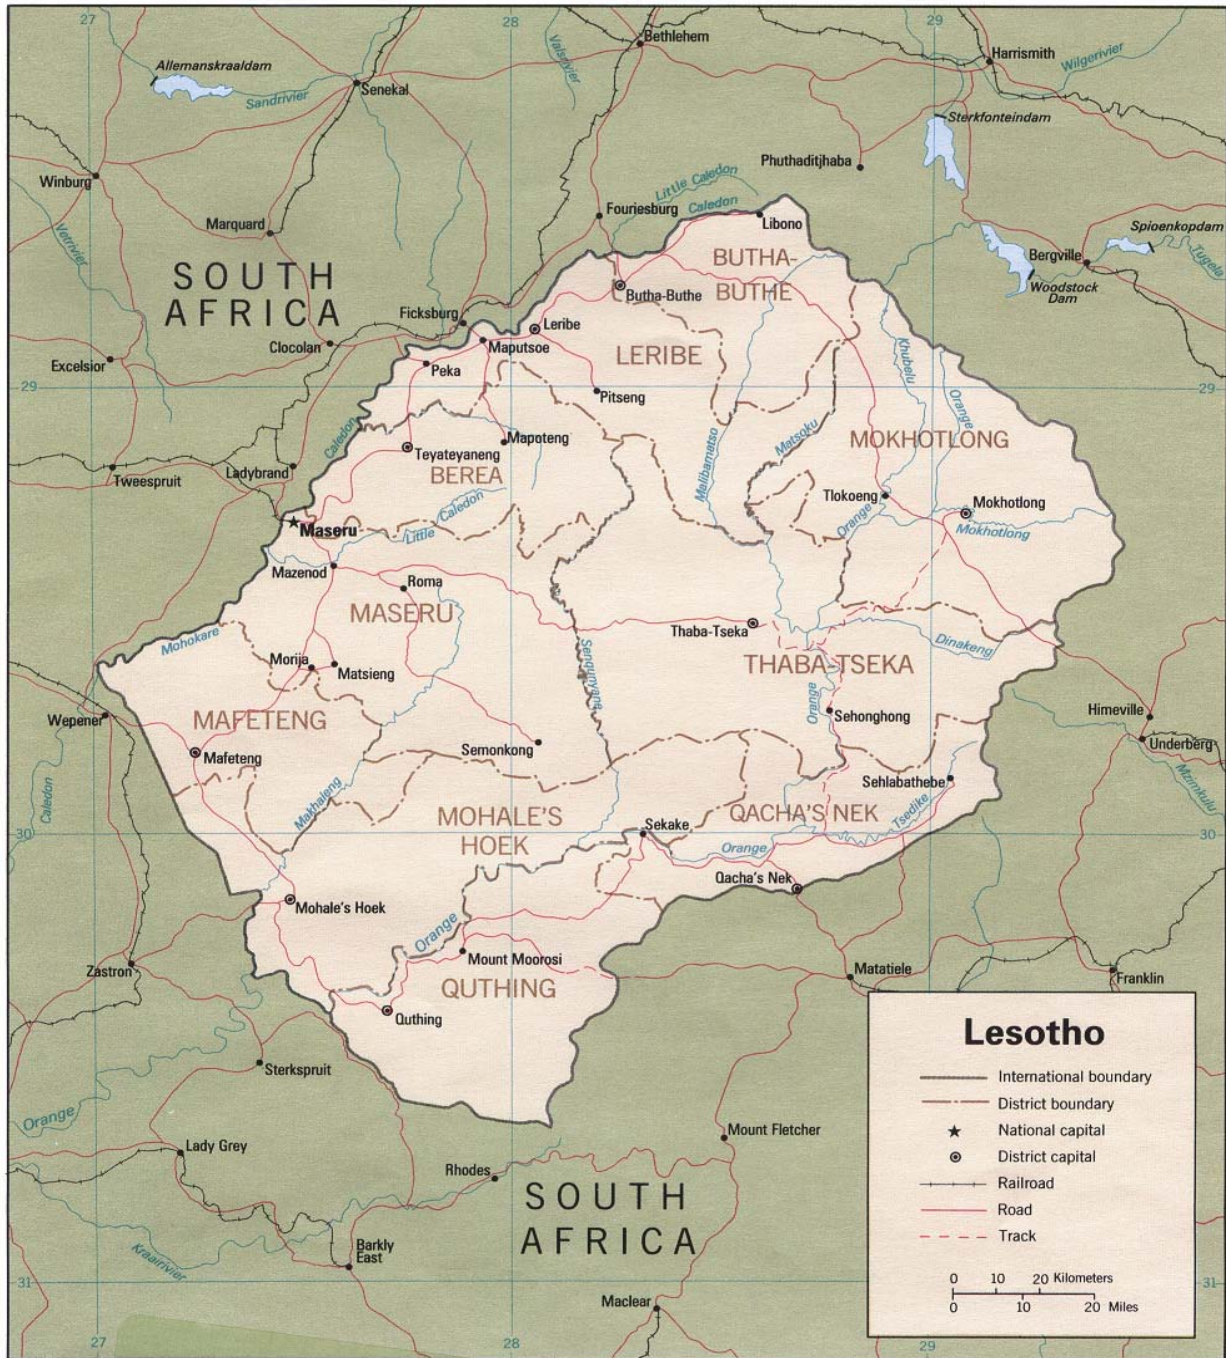 27
28
29
Bethlehem
Harrismith
Allemanskraaldam
Valsrivier
Wilgerivier
Senekal
Sandrivier
Sterkfonteindam
Phuthaditjhaba
Winburg
Little Caledon
Caledon
Fouriesburg
Libono
Marquard
Vetrivier
Spioenkopdam
Bergville
Tugela
Woodstock
Dam
SOUTH
AFRICA
BUTHA-
BUTHE
Butha-Buthe
Ficksburg
Leribe
Clocolan
Maputsoe
LERIBE
Khubelu
Excelsior
Peka
29
29
Pitseng
Orange
Caledon
Mapoteng
Malibamatso
Matsoku
MOKHOTLONG
Teyateyaneng
BEREA
Ladybrand
Tweespruit
Little Caledon
Tlokoeng
Mokhotlong
Orange
Mokhotlong
Maseru
Mazenod
Roma
MASERU
Thaba-Tseka
Dinakeng
Mohokare
Senqunyane
THABA-TSEKA
Morija
Matsieng
Orange
Sehonghong
Wepener
MAFETENG
Himeville
Mafeteng
Semonkong
Underberg
Caledon
Makhaleng
Sehlabathebe
Mzimkulu
MOHALE'S
HOEK
QACHA'S NEK
Tsedike
Sekake
30
30
Orange
Qacha's Nek
Mohale's Hoek
Orange
Mount Moorosi
Zastron
Matatiele
Franklin
QUTHING
Quthing
Sterkspruit
Orange
Lady Grey
Mount Fletcher
Rhodes
SOUTH
AFRICA
Kraairivier
Barkly
East
31
31
Maclear
27
28
29
Lesotho
International boundary
District boundary
National capital
District capital
Railroad
Road
Track
0 10 20 Kilometers
0 10 20 Miles